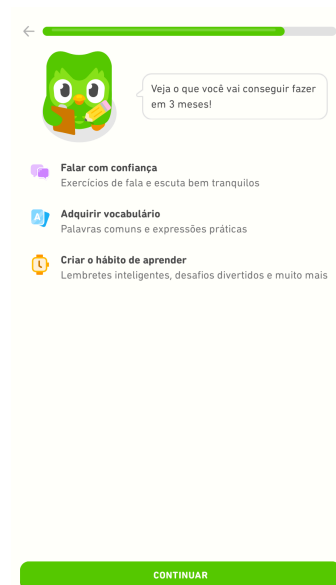 Veja o que você vai conseguir fazer
em 3 meses!
Falar com confiança
Exercícios de fala e escuta bem tranquilos
Adquirir vocabulário
Palavras comuns e expressões práticas
Criar o hábito de aprender
Lembretes inteligentes, desafios divertidos e muito mais
CONTINUAR